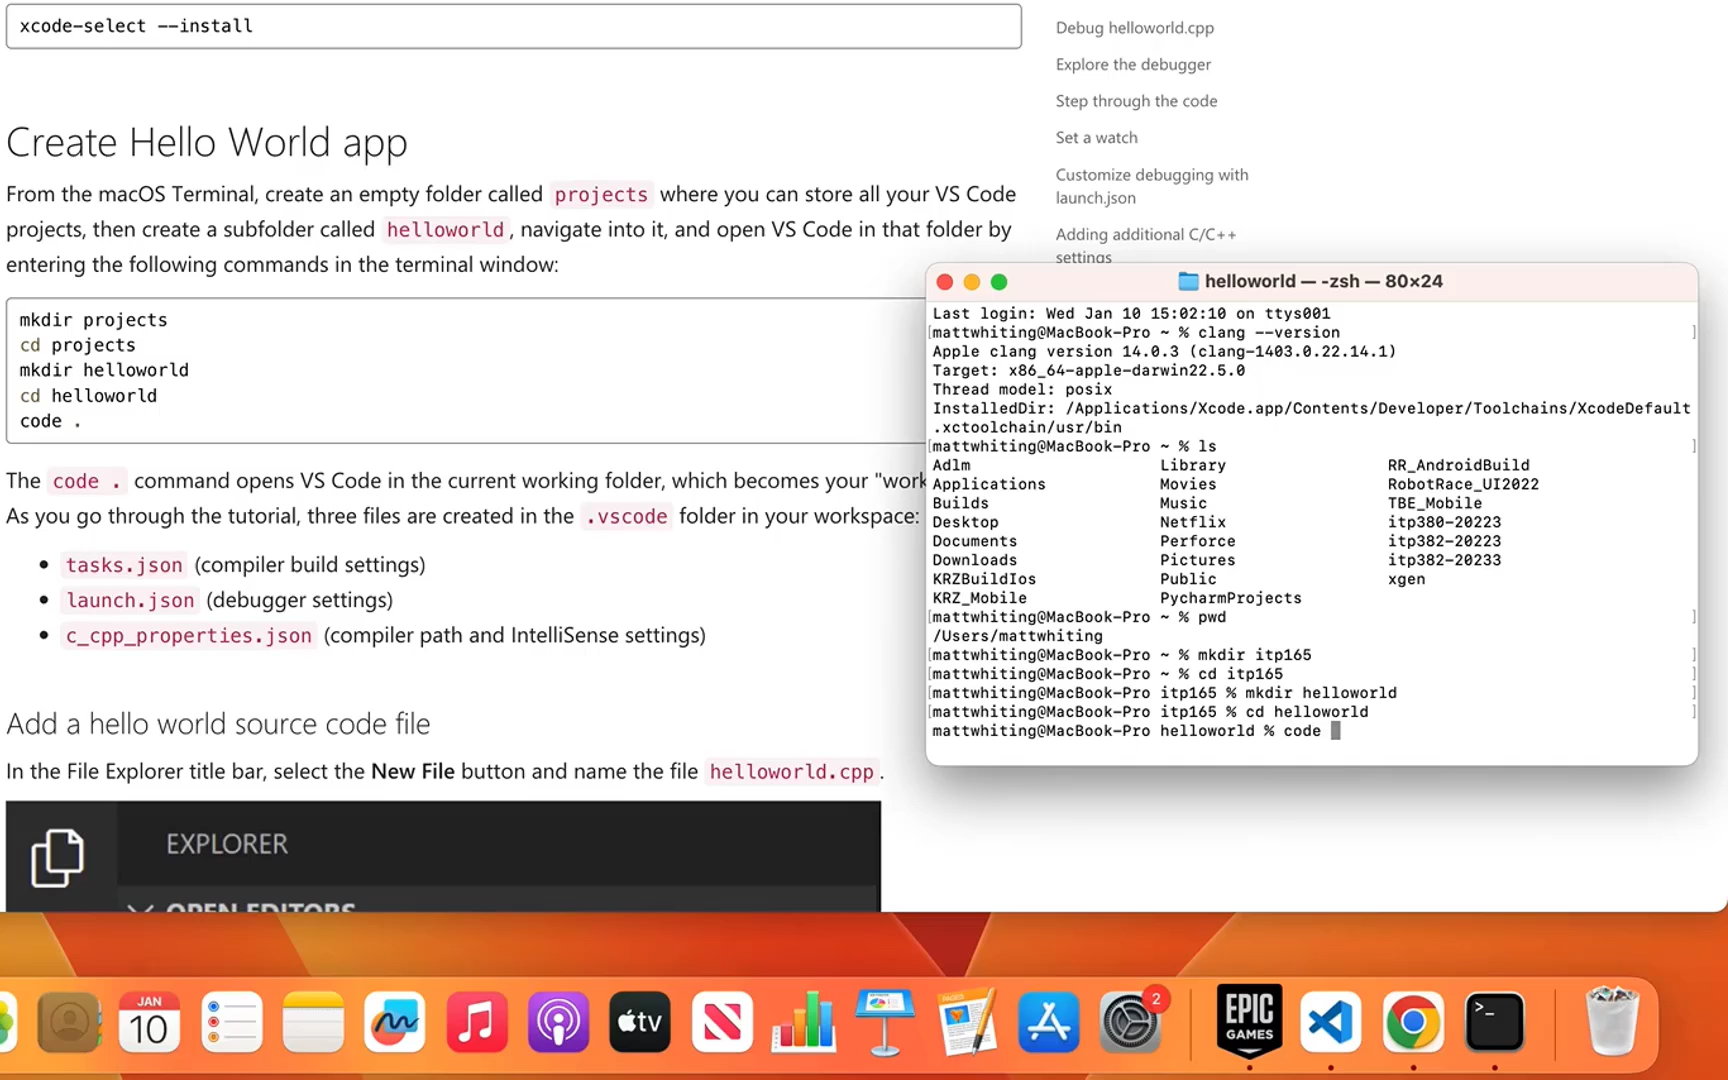 xcode-select --install
Create Hello World app
From the macOS Terminal, create an empty folder called projects where you can store all your VS Code
projects, then create a subfolder called helloworld, navigate into it, and open VS Code in that folder by
entering the following commands in the terminal window:
mkdir projects
cd projects
mkdir helloworld
cd helloworld
code .
The code . command opens VS Code in the current working folder, which becomes your "work
As you go through the tutorial, three files are created in the .vscode folder in your workspace:
tasks.json (compiler build settings)
launch.json (debugger settings)
c_cpp_properties.json (compiler path and IntelliSense settings)
Add a hello world source code file
In the File Explorer title bar, select the New File button and name the file helloworld.cpp.
EXPLORER
OPEN EDITORS
Debug helloworld.cpp
Explore the debugger
Step through the code
Set a watch
Customize debugging with
launch.json
Adding additional C/C++
settings
helloworld — -zsh — 80×24
Last login: Wed Jan 10 15:02:10 on ttys001
[mattwhiting@MacBook-Pro ~ % clang --version ]
Apple clang version 14.0.3 (clang-1403.0.22.14.1)
Target: x86_64-apple-darwin22.5.0
Thread model: posix
InstalledDir: /Applications/Xcode.app/Contents/Developer/Toolchains/XcodeDefault
.xctoolchain/usr/bin
[mattwhiting@MacBook-Pro ~ % ls ]
Adlm Library RR_AndroidBuild
Applications Movies RobotRace_UI2022
Builds Music TBE_Mobile
Desktop Netflix itp380-20223
Documents Perforce itp382-20223
Downloads Pictures itp382-20233
KRZBuildIos Public xgen
KRZ_Mobile PycharmProjects
[mattwhiting@MacBook-Pro ~ % pwd ]
/Users/mattwhiting
[mattwhiting@MacBook-Pro ~ % mkdir itp165 ]
[mattwhiting@MacBook-Pro ~ % cd itp165 ]
[mattwhiting@MacBook-Pro itp165 % mkdir helloworld ]
[mattwhiting@MacBook-Pro itp165 % cd helloworld ]
mattwhiting@MacBook-Pro helloworld % code
JAN
10
tv
PAGES
2
EPIC
GAMES
>_